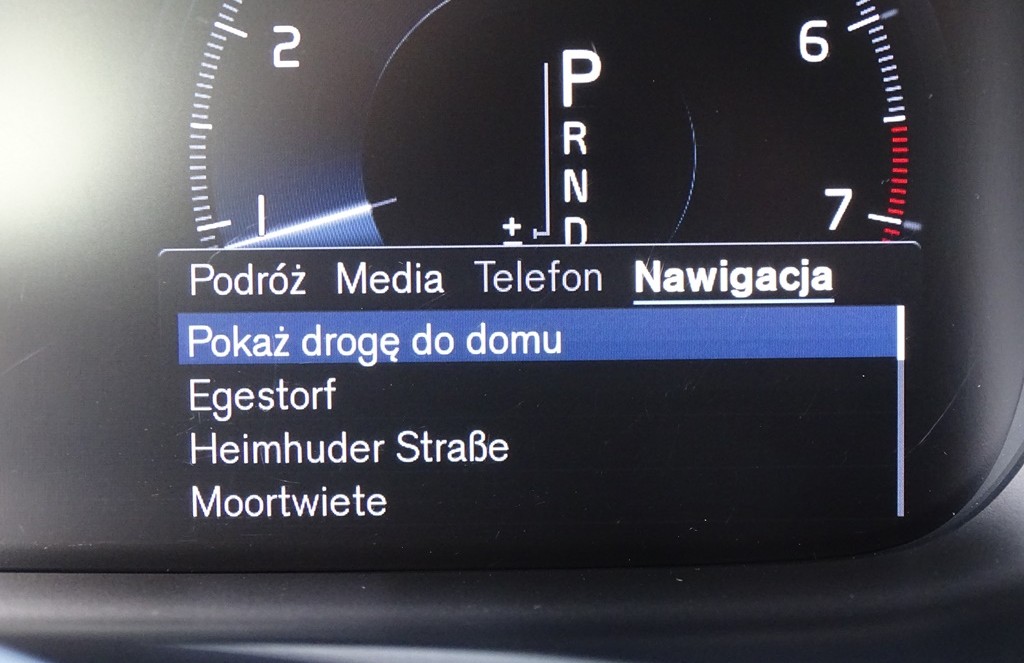 2
6
P
R
N
1
7
±
D
Podróż Media Telefon Nawigacja
Pokaż drogę do domu
Egestorf
Heimhuder Straße
Moortwiete